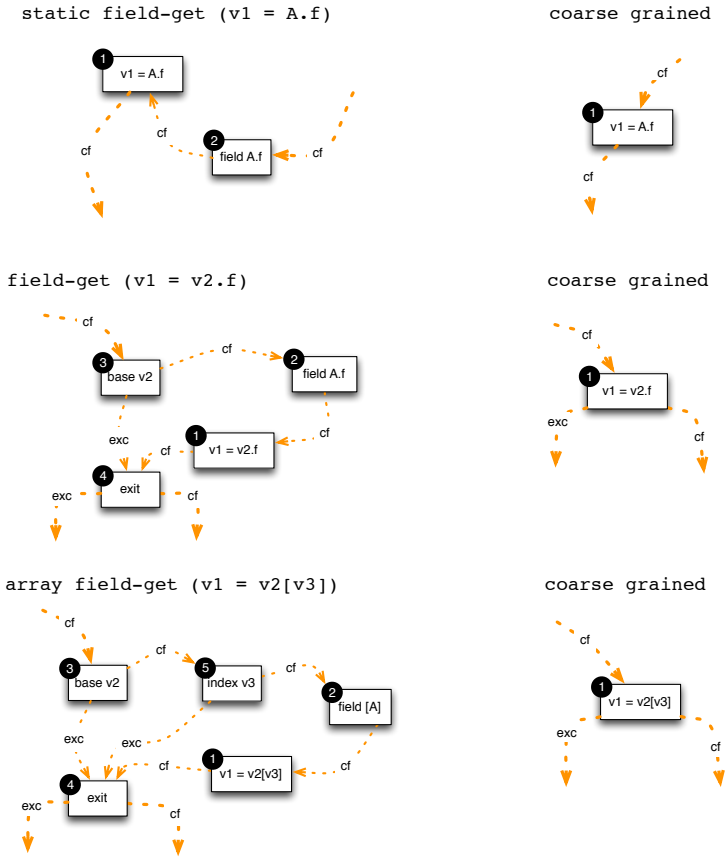 static field-get (v1 = A.f)
coarse grained
1
v1 = A.f
cf
cf
2
field A.f
cf
cf
1
v1 = A.f
cf
field-get (v1 = v2.f)
coarse grained
cf
3
base v2
cf
2
field A.f
exc
cf
1
v1 = v2.f
cf
4
exit
exc
cf
cf
1
v1 = v2.f
exc
cf
array field-get (v1 = v2[v3])
coarse grained
cf
3
base v2
cf
5
index v3
cf
2
field [A]
exc
exc
cf
1
v1 = v2[v3]
cf
4
exit
exc
cf
cf
1
v1 = v2[v3]
exc
cf